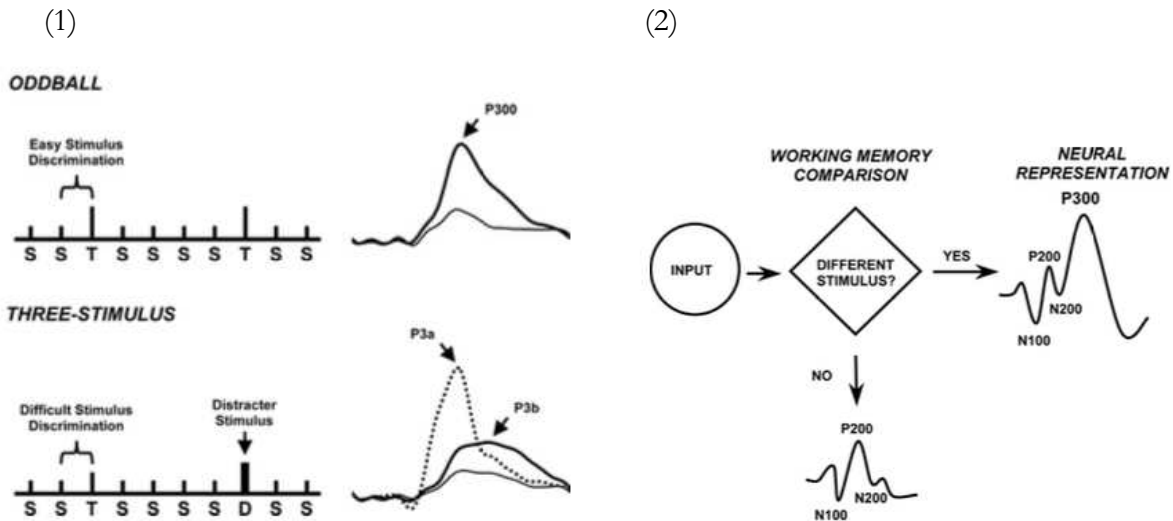 (1)
ODDBALL
Easy Stimulus
Discrimination
P300
S S T S S S S T S S
THREE-STIMULUS
Difficult Stimulus
Discrimination
Distracter
Stimulus
P3a
P3b
S S T S S S S D S S
(2)
WORKING MEMORY
COMPARISON
NEURAL
REPRESENTATION
INPUT
DIFFERENT
STIMULUS?
YES
P300
P200
N200
N100
NO
P200
N200
N100